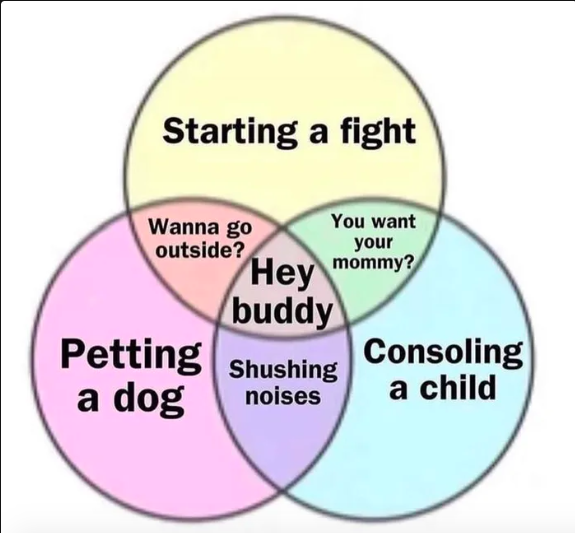 Starting a fight
Wanna go
outside?
You want
your
mommy?
Hey
buddy
Petting
a dog
Shushing
noises
Consoling
a child